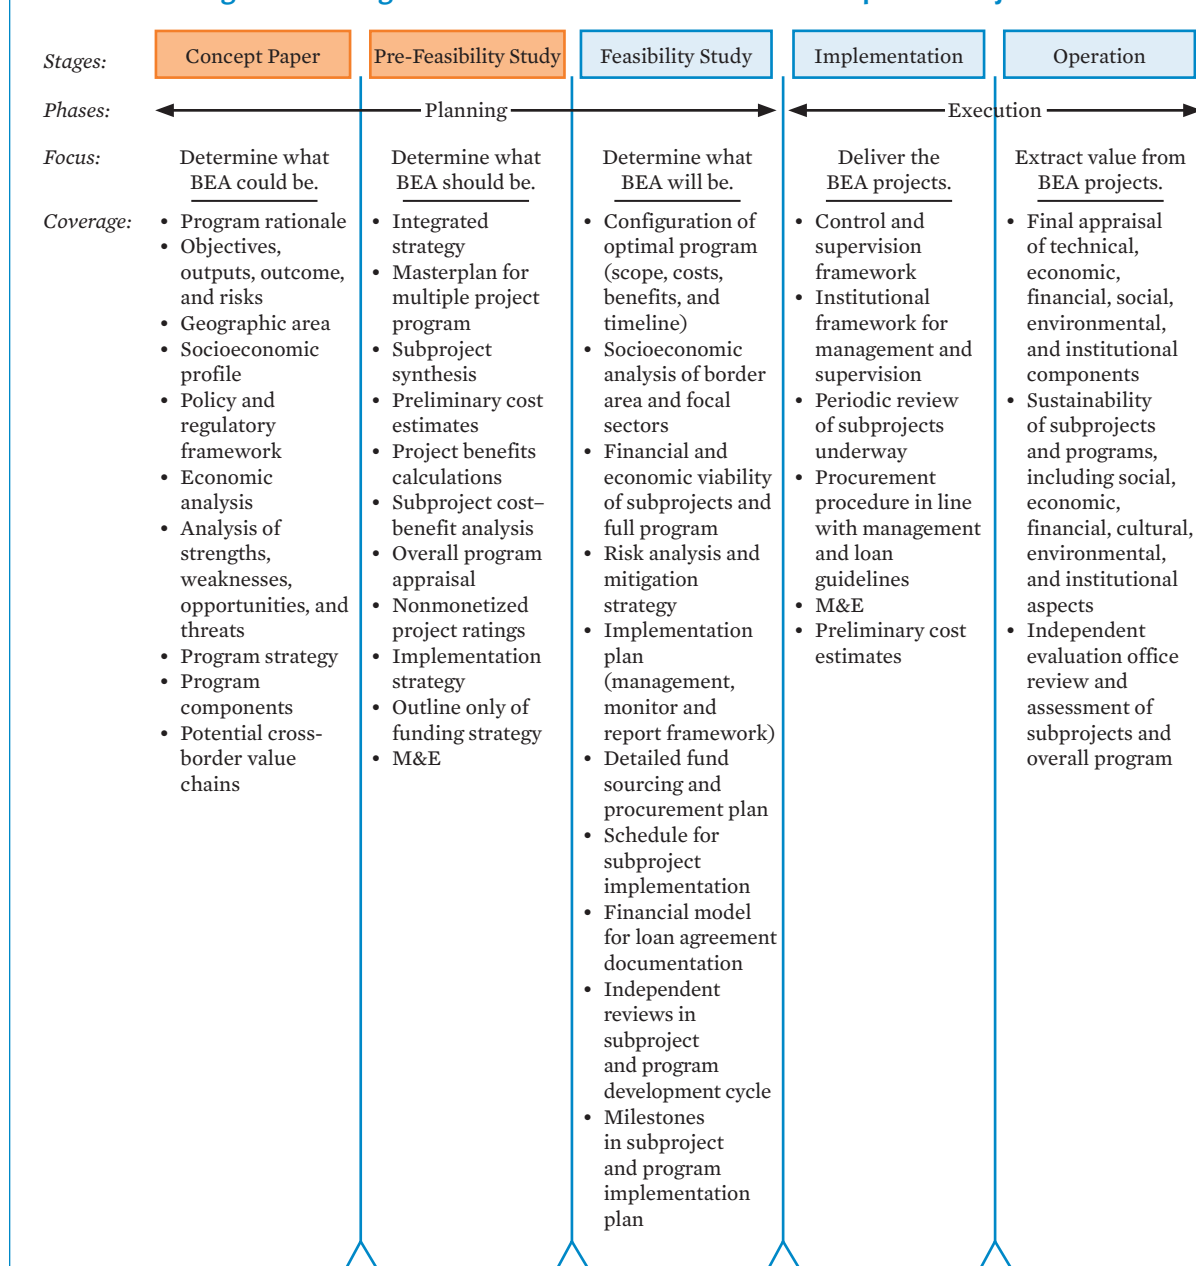 Stages:
Concept Paper
Pre-Feasibility Study
Feasibility Study
Implementation
Operation
Phases:
Planning
Execution
Focus:
Determine what
BEA could be.
Determine what
BEA should be.
Determine what
BEA will be.
Deliver the
BEA projects.
Extract value from
BEA projects.
Coverage:
• Program rationale
• Objectives,
outputs, outcome,
and risks
• Geographic area
• Socioeconomic
profile
• Policy and
regulatory
framework
• Economic
analysis
• Analysis of
strengths,
weaknesses,
opportunities, and
threats
• Program strategy
• Program
components
• Potential cross-
border value
chains
• Integrated
strategy
• Masterplan for
multiple project
program
• Subproject
synthesis
• Preliminary cost
estimates
• Project benefits
calculations
• Subproject cost–
benefit analysis
• Overall program
appraisal
• Nonmonetized
project ratings
• Implementation
strategy
• Outline only of
funding strategy
• M&E
• Configuration of
optimal program
(scope, costs,
benefits, and
timeline)
• Socioeconomic
analysis of border
area and focal
sectors
• Financial and
economic viability
of subprojects and
full program
• Risk analysis and
mitigation
strategy
• Implementation
plan
(management,
monitor and
report framework)
• Detailed fund
sourcing and
procurement plan
• Schedule for
subproject
implementation
• Financial model
for loan agreement
documentation
• Independent
reviews in
subproject
and program
development cycle
• Milestones
in subproject
and program
implementation
plan
• Control and
supervision
framework
• Institutional
framework for
management and
supervision
• Periodic review
of subprojects
underway
• Procurement
procedure in line
with management
and loan
guidelines
• M&E
• Preliminary cost
estimates
• Final appraisal
of technical,
economic,
financial, social,
environmental,
and institutional
components
• Sustainability
of subprojects
and programs,
including social,
economic,
financial, cultural,
environmental,
and institutional
aspects
• Independent
evaluation office
review and
assessment of
subprojects and
overall program